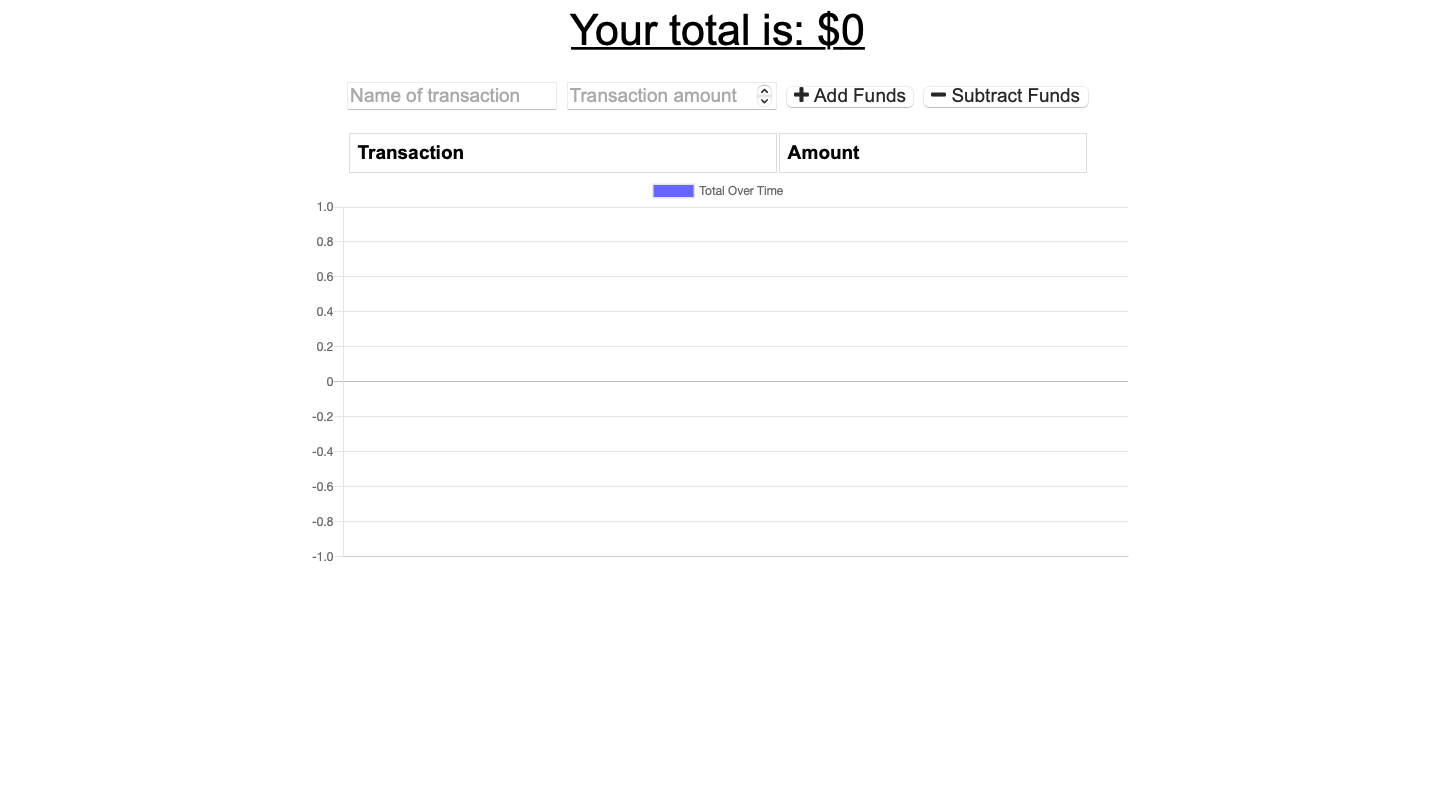 Your total is: $0
Name of transaction Transaction amount Add Funds Subtract Funds
Transaction Amount
Total Over Time
1.0
0.8
0.6
0.4
0.2
0
-0.2
-0.4
-0.6
-0.8
-1.0